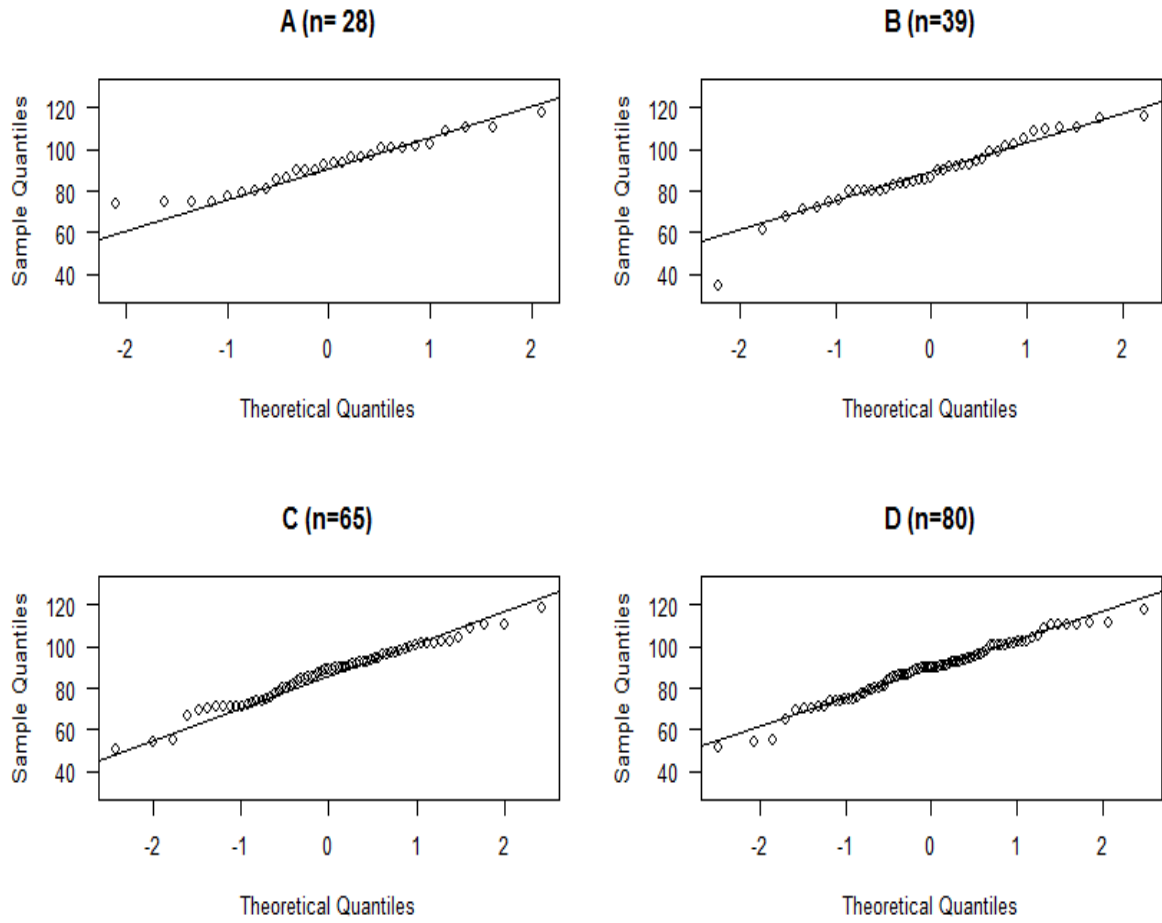 A (n= 28)
Sample Quantiles
120
100
80
60
40
-2 -1 0 1 2
Theoretical Quantiles
B (n=39)
Sample Quantiles
120
100
80
60
40
-2 -1 0 1 2
Theoretical Quantiles
C (n=65)
Sample Quantiles
120
100
80
60
40
-2 -1 0 1 2
Theoretical Quantiles
D (n=80)
Sample Quantiles
120
100
80
60
40
-2 -1 0 1 2
Theoretical Quantiles